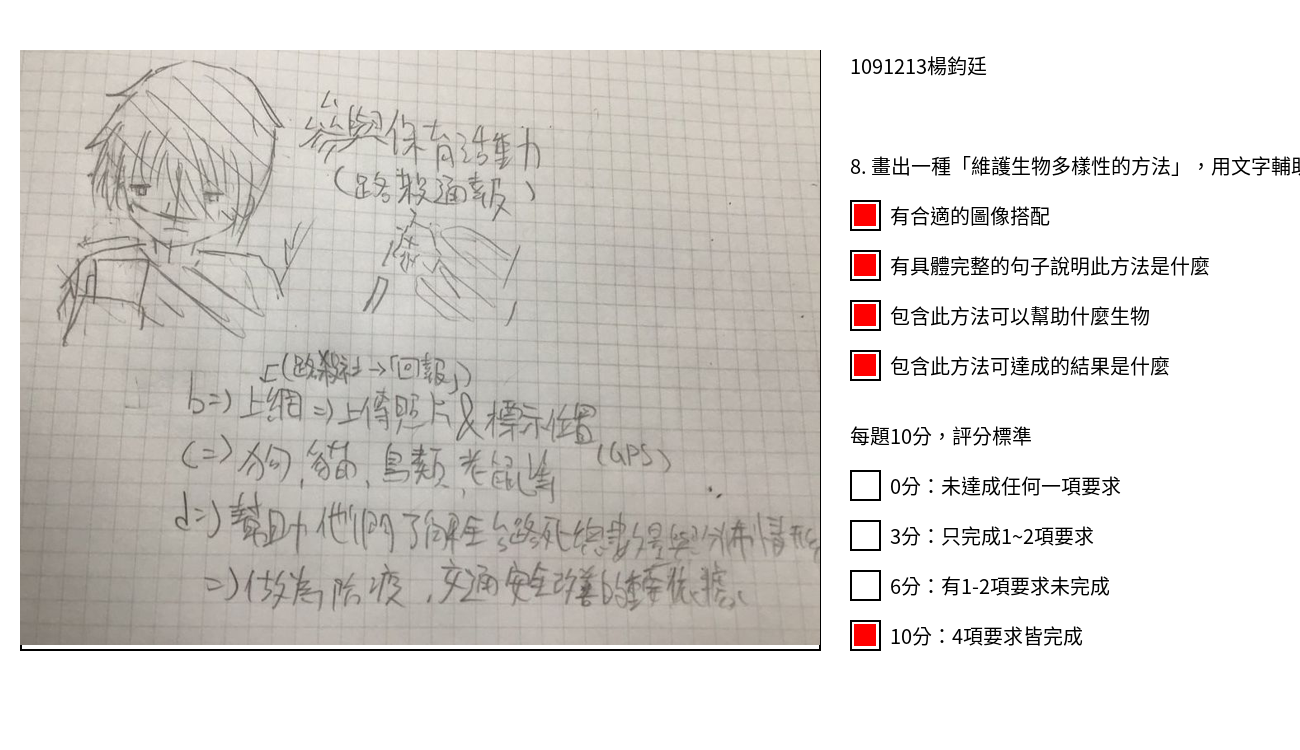 參與保育活動
(路殺通報)
(路殺社→「回報」)
b=)上網=)上傳照片&標示位置
(GPS)
c=)狗,貓,鳥類,老鼠等
d=)幫助他們了解全台路死總數量與分佈情形
=)做為防疫,交通安全改善的重要依據。
1091213楊鈞廷
8. 畫出一種「維護生物多樣性的方法」，用文字輔助
有合適的圖像搭配
有具體完整的句子說明此方法是什麼
包含此方法可以幫助什麼生物
包含此方法可達成的結果是什麼
每題10分，評分標準
0分：未達成任何一項要求
3分：只完成1~2項要求
6分：有1-2項要求未完成
10分：4項要求皆完成